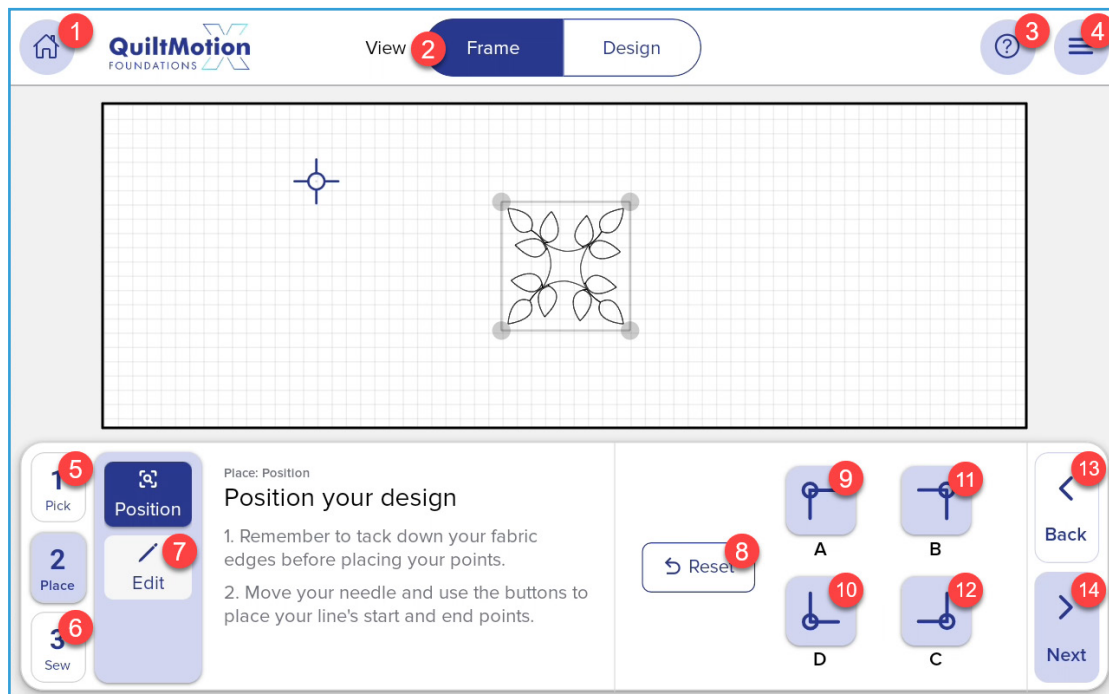 1
QuiltMotion
FOUNDATIONS
View 2 Frame Design
3
4
1 5
Pick
2
Place
3 6
Sew
Position
7
Edit
Place: Position
Position your design
1. Remember to tack down your fabric
edges before placing your points.
2. Move your needle and use the buttons to
place your line's start and end points.
Reset 8
9
A
11
B
10
D
12
C
13
Back
14
Next